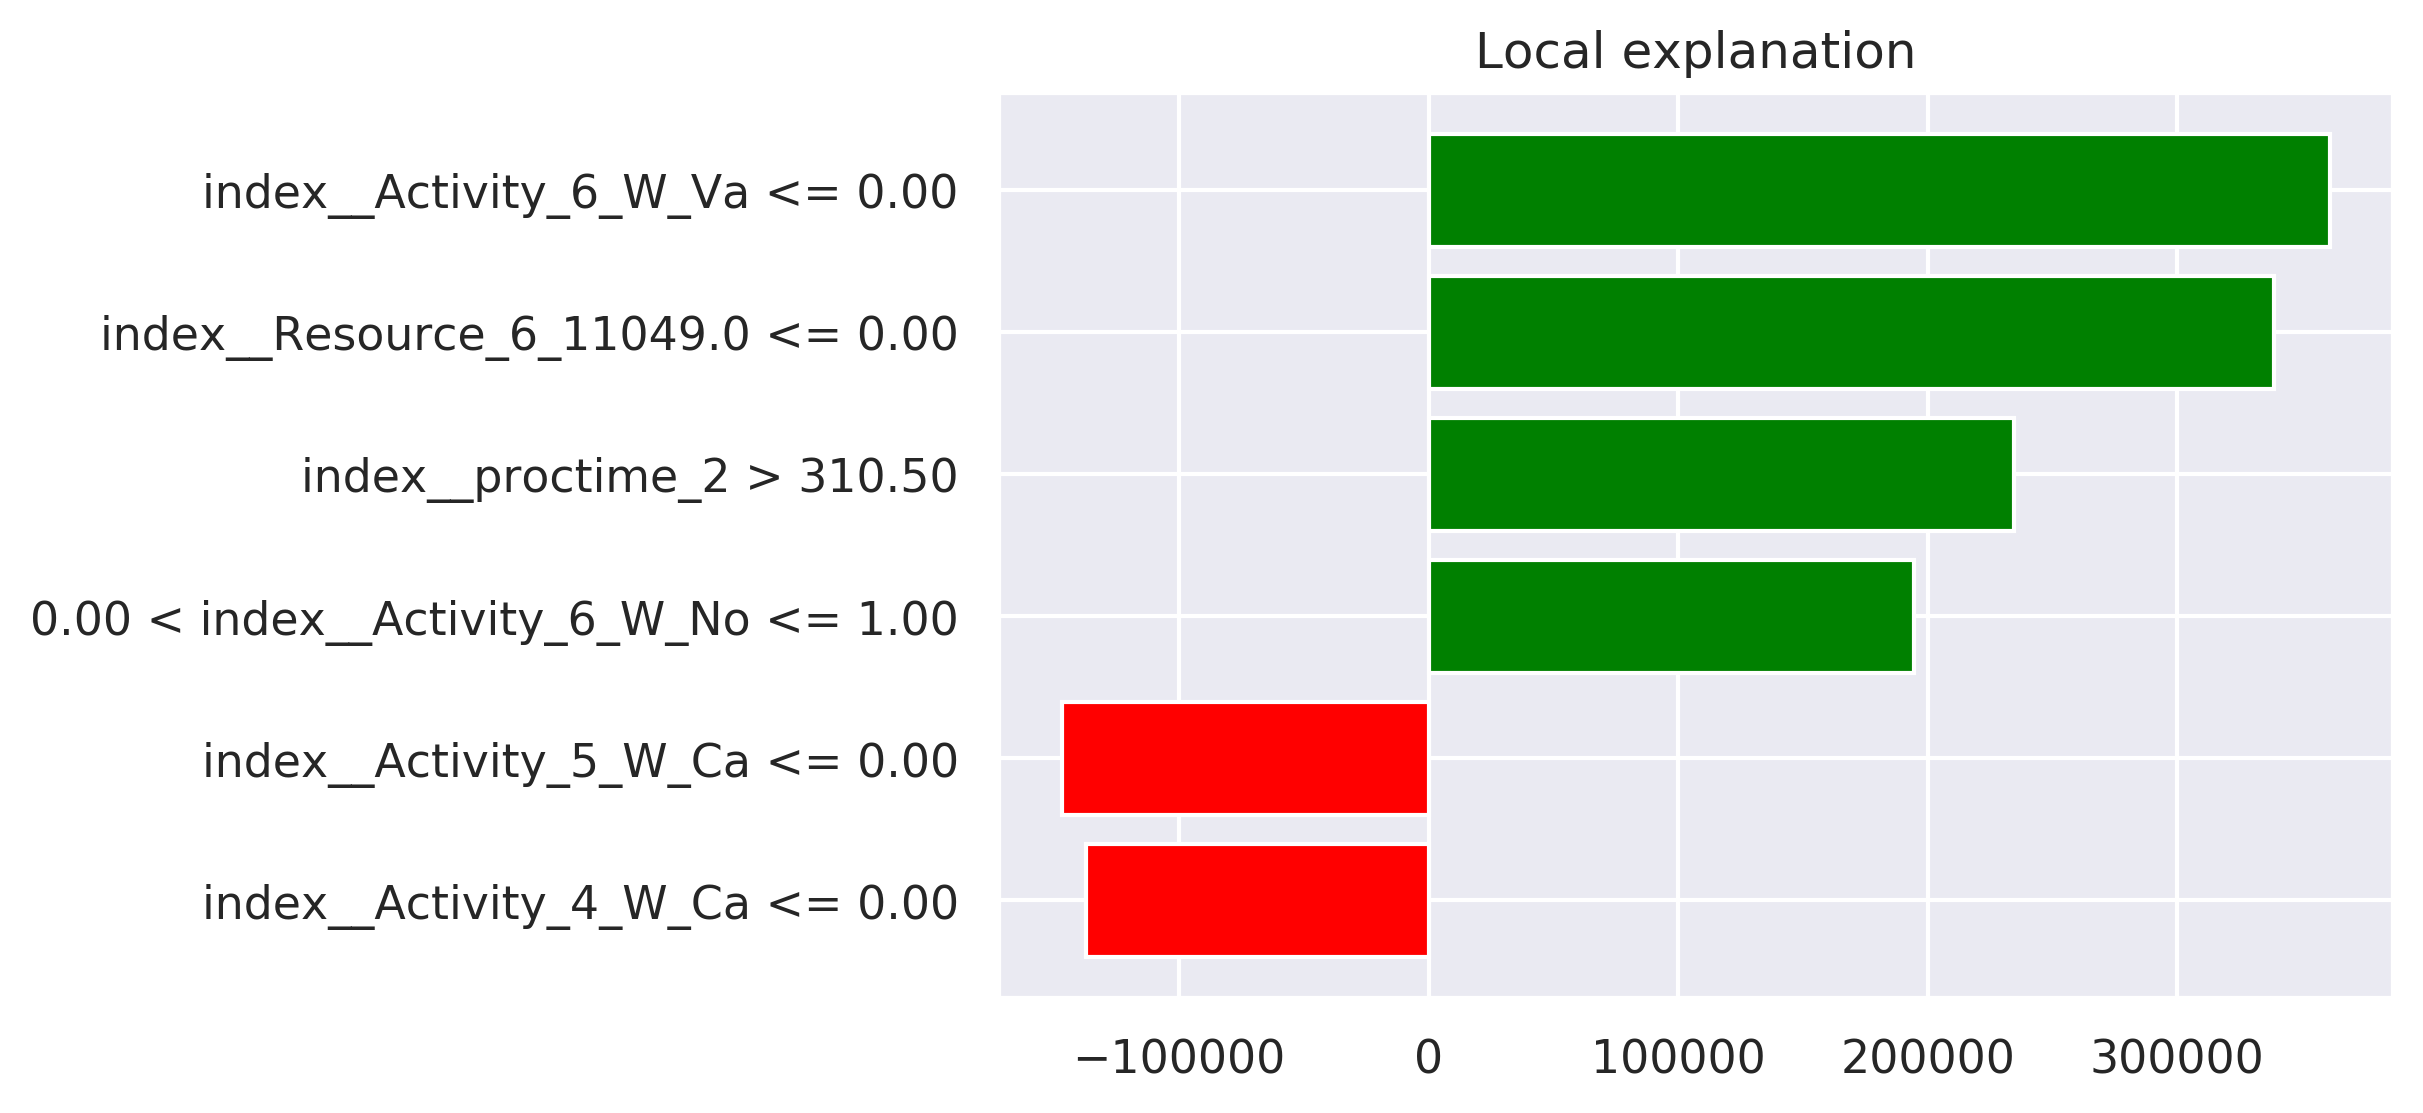 Local explanation
index__Activity_6_W_Va <= 0.00
index__Resource_6_11049.0 <= 0.00
index__proctime_2 > 310.50
0.00 < index__Activity_6_W_No <= 1.00
index__Activity_5_W_Ca <= 0.00
index__Activity_4_W_Ca <= 0.00
−100000 0 100000 200000 300000